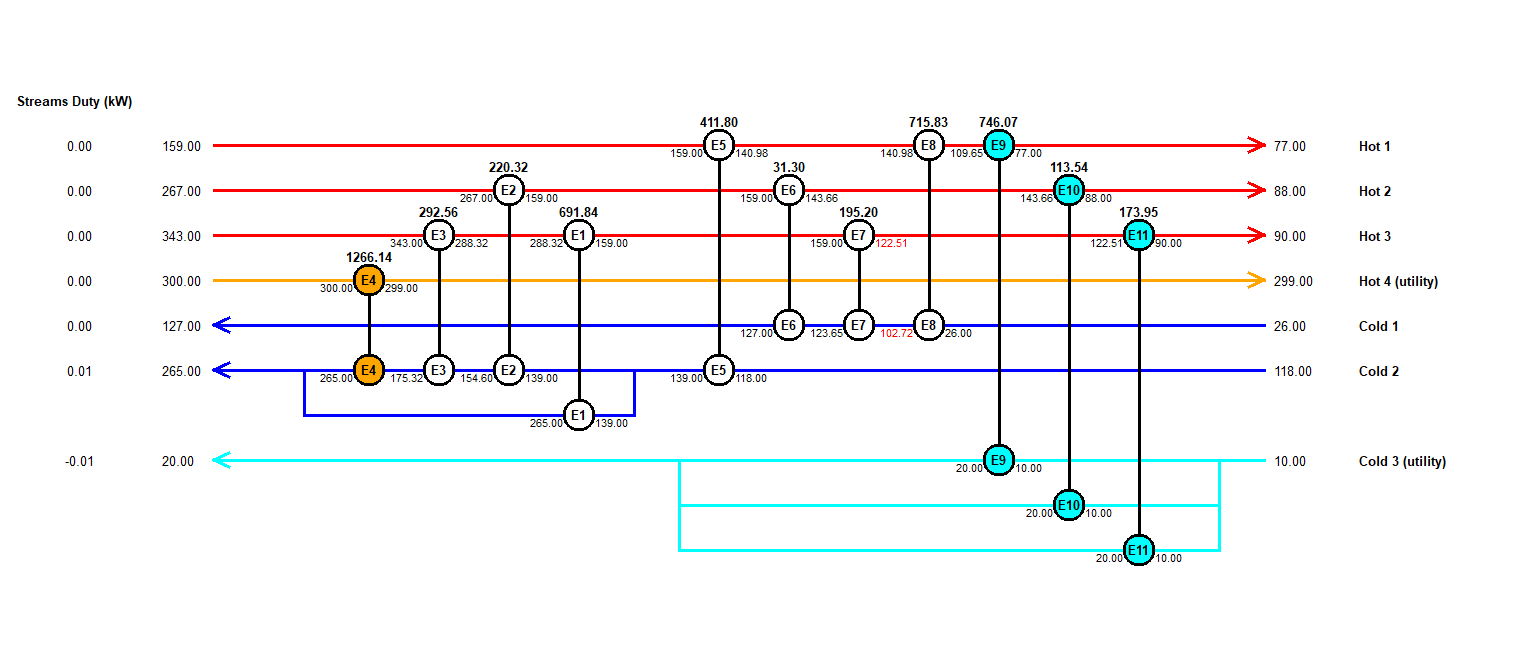 Streams Duty (kW)
411.80 715.83 746.07
0.00 159.00 E5 E8 E9 77.00 Hot 1
159.00 140.98 140.98 109.65 77.00
220.32 31.30 113.54
0.00 267.00 E2 E6 E10 88.00 Hot 2
267.00 159.00 159.00 143.66 143.66 88.00
292.56 691.84 195.20 173.95
0.00 343.00 E3 E1 E7 E11 90.00 Hot 3
343.00 288.32 288.32 159.00 159.00 122.51 122.51 90.00
1266.14
0.00 300.00 E4 299.00 Hot 4 (utility)
300.00 299.00
0.00 127.00 E6 E7 E8 26.00 Cold 1
127.00 123.65 102.72 26.00
0.01 265.00 E4 E3 E2 E5 118.00 Cold 2
265.00 175.32 154.60 139.00 139.00 118.00
E1
265.00 139.00
-0.01 20.00 E9 10.00 Cold 3 (utility)
20.00 10.00
E10
20.00 10.00
E11
20.00 10.00